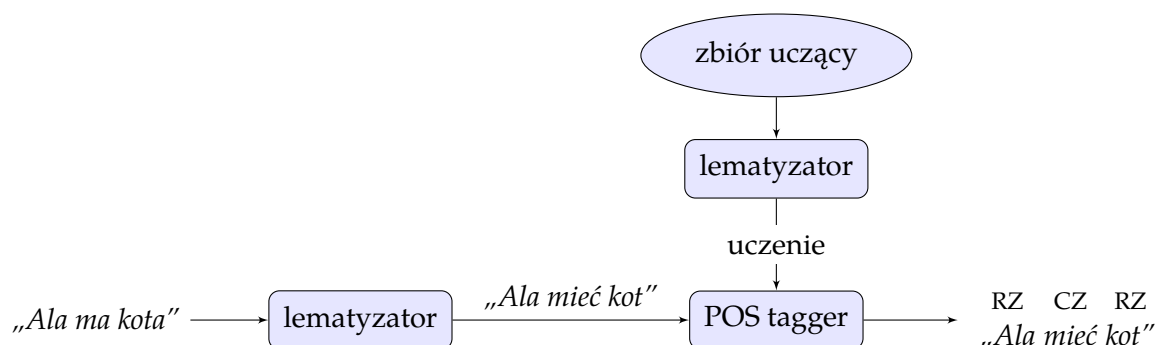 zbiór uczący
lematyzator
uczenie
„Ala ma kota”
lematyzator
„Ala mieć kot”
POS tagger
RZ CZ RZ
„Ala mieć kot”